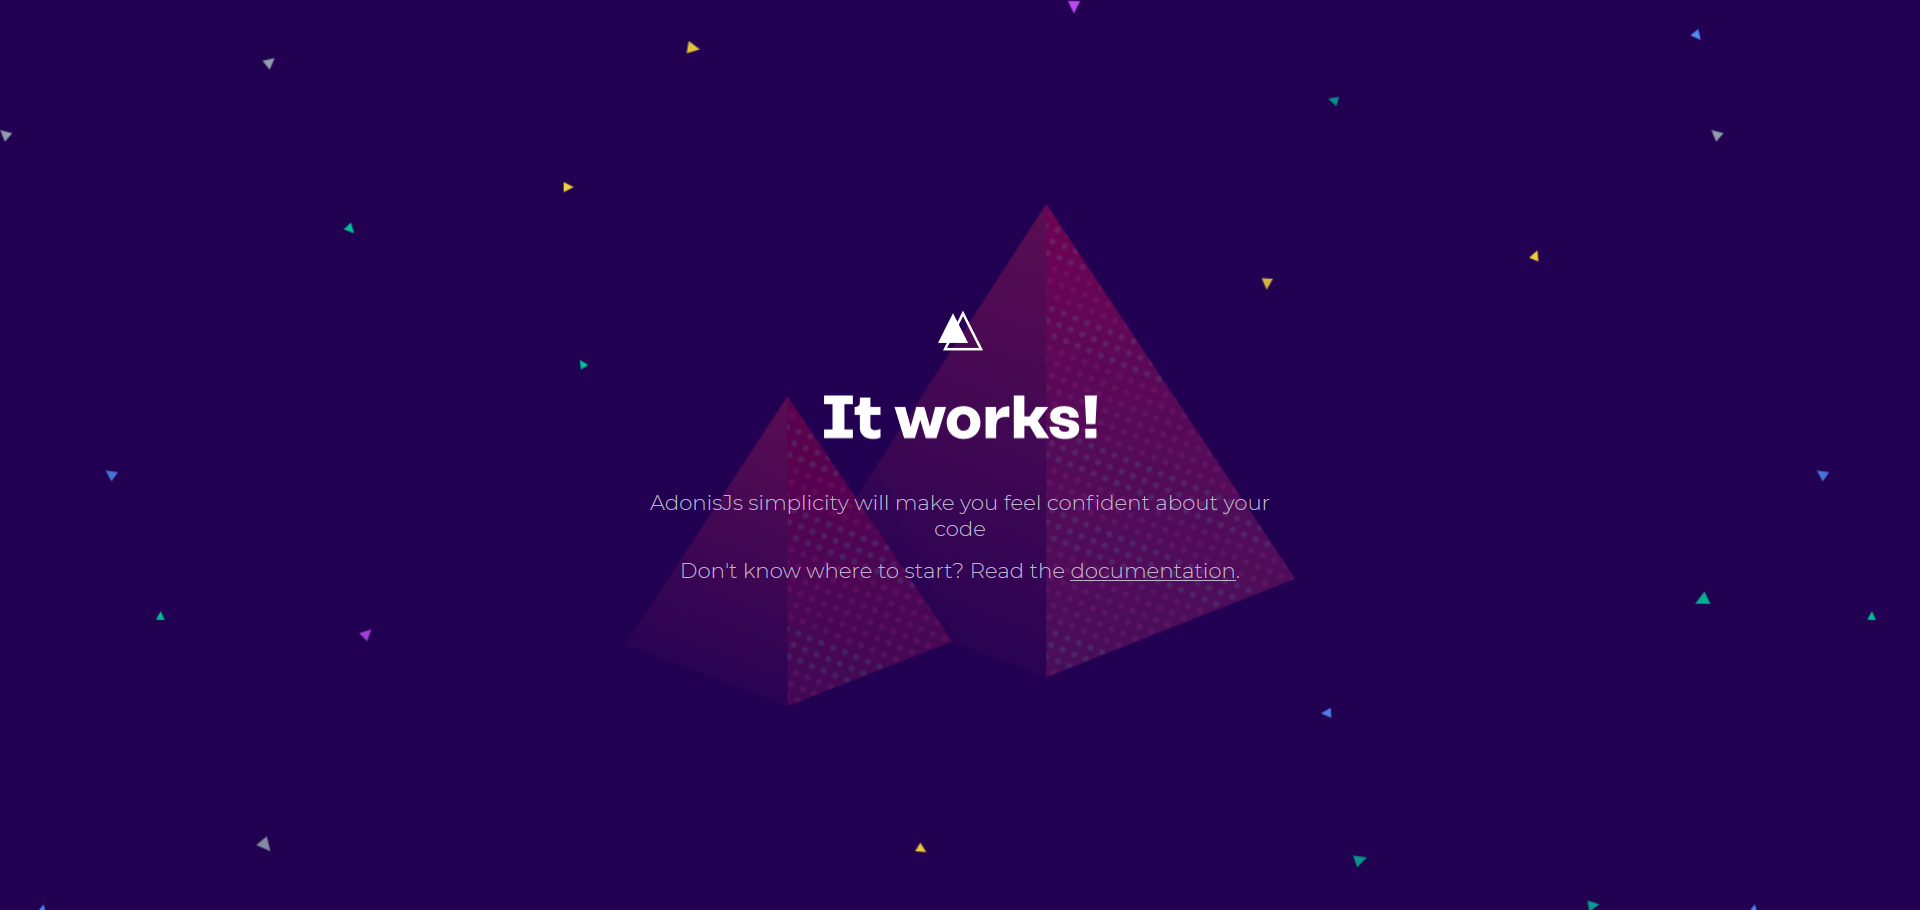 It works!
AdonisJs simplicity will make you feel confident about your
code
Don't know where to start? Read the documentation.